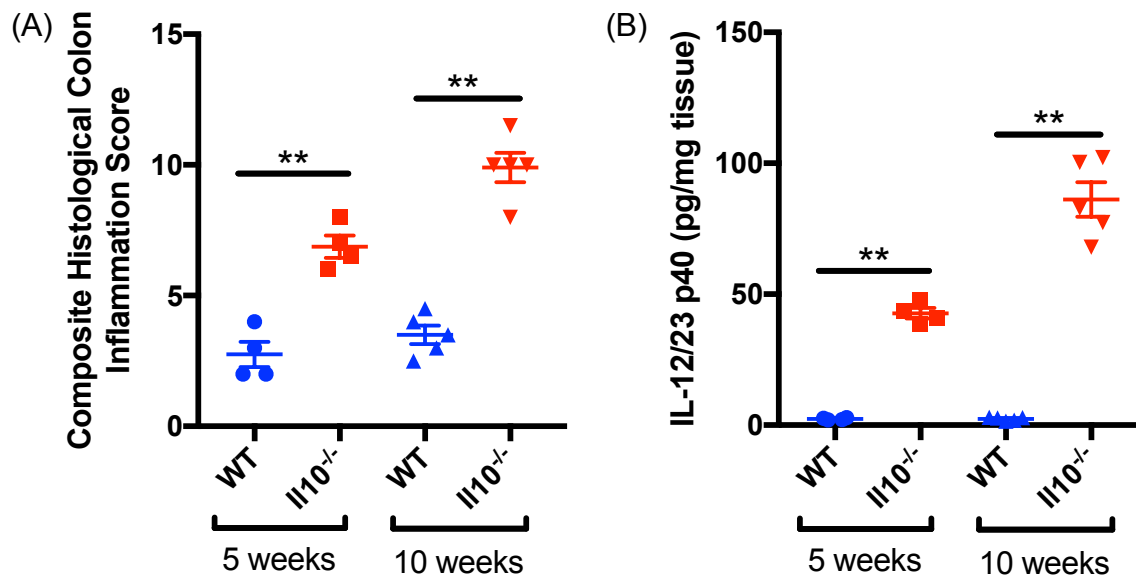 (A)
Composite Histological Colon
Inflammation Score
15
10
5
0
**
**
WT
Il10-/-
WT
Il10-/-
5 weeks
10 weeks
(B)
IL-12/23 p40 (pg/mg tissue)
150
100
50
0
**
**
WT
Il10-/-
WT
Il10-/-
5 weeks
10 weeks